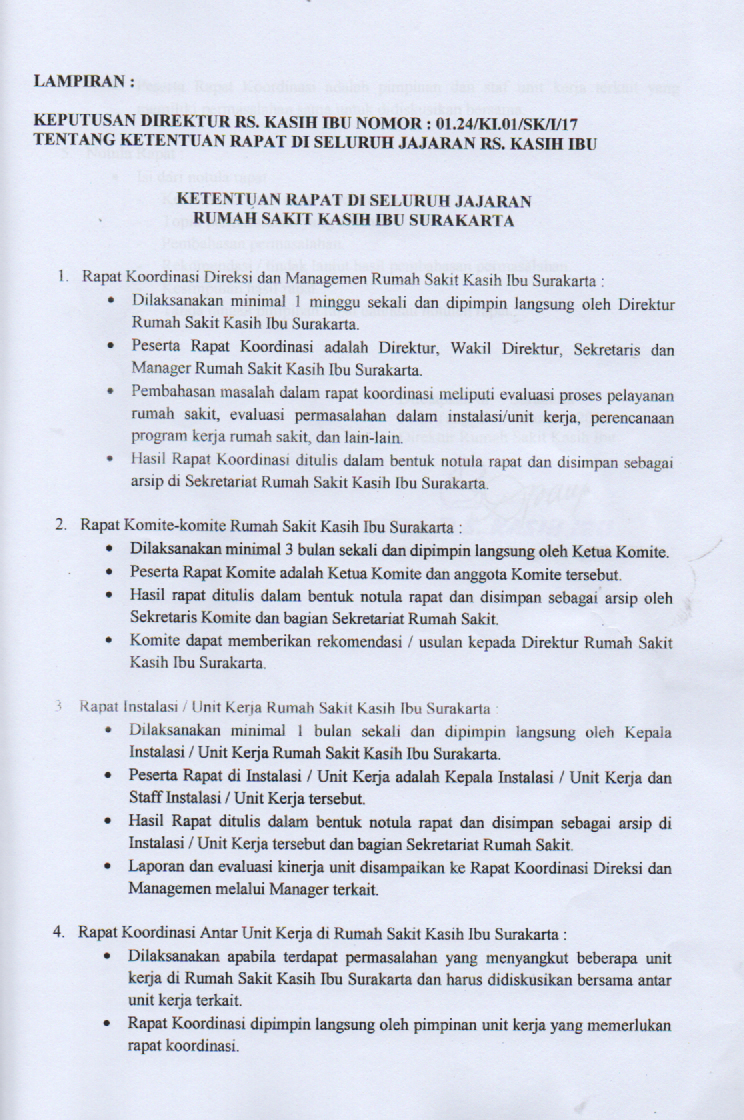 LAMPIRAN :
KEPUTUSAN DIREKTUR RS. KASIH IBU NOMOR : 01.24/KI.01/SK/I/17
TENTANG KETENTUAN RAPAT DI SELURUH JAJARAN RS. KASIH IBU
KETENTUAN RAPAT DI SELURUH JAJARAN
RUMAH SAKIT KASIH IBU SURAKARTA
1. Rapat Koordinasi Direksi dan Managemen Rumah Sakit Kasih Ibu Surakarta :
• Dilaksanakan minimal 1 minggu sekali dan dipimpin langsung oleh Direktur
Rumah Sakit Kasih Ibu Surakarta.
• Peserta Rapat Koordinasi adalah Direktur, Wakil Direktur, Sekretaris dan
Manager Rumah Sakit Kasih Ibu Surakarta.
• Pembahasan masalah dalam rapat koordinasi meliputi evaluasi proses pelayanan
rumah sakit, evaluasi permasalahan dalam instalasi/unit kerja, perencanaan
program kerja rumah sakit, dan lain-lain.
• Hasil Rapat Koordinasi ditulis dalam bentuk notula rapat dan disimpan sebagai
arsip di Sekretariat Rumah Sakit Kasih Ibu Surakarta.
2. Rapat Komite-komite Rumah Sakit Kasih Ibu Surakarta :
• Dilaksanakan minimal 3 bulan sekali dan dipimpin langsung oleh Ketua Komite.
• Peserta Rapat Komite adalah Ketua Komite dan anggota Komite tersebut.
• Hasil rapat ditulis dalam bentuk notula rapat dan disimpan sebagai arsip oleh
Sekretaris Komite dan bagian Sekretariat Rumah Sakit.
• Komite dapat memberikan rekomendasi / usulan kepada Direktur Rumah Sakit
Kasih Ibu Surakarta.
3 Rapat Instalasi / Unit Kerja Rumah Sakit Kasih Ibu Surakarta :
• Dilaksanakan minimal 1 bulan sekali dan dipimpin langsung oleh Kepala
Instalasi / Unit Kerja Rumah Sakit Kasih Ibu Surakarta.
• Peserta Rapat di Instalasi / Unit Kerja adalah Kepala Instalasi / Unit Kerja dan
Staff Instalasi / Unit Kerja tersebut.
• Hasil Rapat ditulis dalam bentuk notula rapat dan disimpan sebagai arsip di
Instalasi / Unit Kerja tersebut dan bagian Sekretariat Rumah Sakit.
• Laporan dan evaluasi kinerja unit disampaikan ke Rapat Koordinasi Direksi dan
Managemen melalui Manager terkait.
4. Rapat Koordinasi Antar Unit Kerja di Rumah Sakit Kasih Ibu Surakarta :
• Dilaksanakan apabila terdapat permasalahan yang menyangkut beberapa unit
kerja di Rumah Sakit Kasih Ibu Surakarta dan harus didiskusikan bersama antar
unit kerja terkait.
• Rapat Koordinasi dipimpin langsung oleh pimpinan unit kerja yang memerlukan
rapat koordinasi.